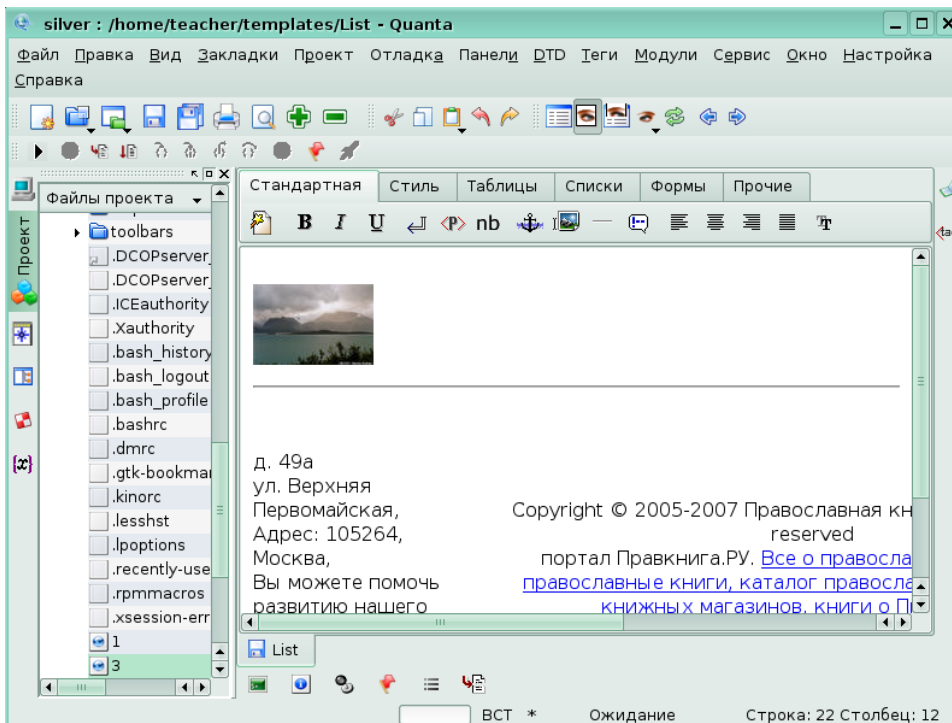 silver : /home/teacher/templates/List - Quanta
Файл Правка Вид Закладки Проект Отладка Панели DTD Теги Модули Сервис Окно Настройка
Справка
Файлы проекта
Проект
toolbars
.DCOPserver_
.DCOPserver_
.ICEauthority
.Xauthority
.bash_history
.bash_logout
.bash_profile
.bashrc
.dmrc
.gtk-bookmar
.kinorc
.lesshst
.lpoptions
.recently-use
.rpmmacros
.xsession-err
1
3
Стандартная Стиль Таблицы Списки Формы Прочие
B I U <P> nb
д. 49а
ул. Верхняя
Первомайская,
Адрес: 105264,
Москва,
Вы можете помочь
развитию нашего
Copyright © 2005-2007 Православная кн
reserved
портал Правкнига.РУ. Все о правосла
православные книги, каталог правосла
книжных магазинов, книги о П
List
ВСТ * Ожидание Строка: 22 Столбец: 12